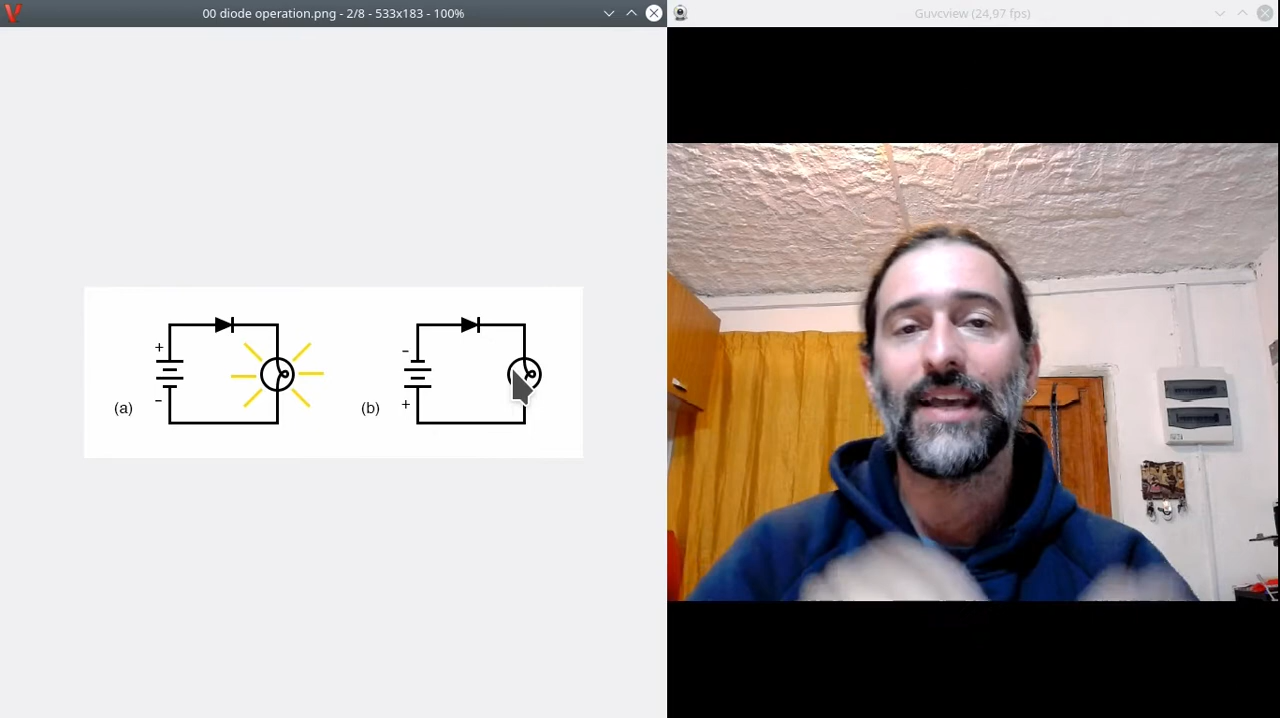 00 diode operation.png - 2/8 - 533x183 - 100%
Guvcview (24,97 fps)
+
-
(a)
-
+
(b)